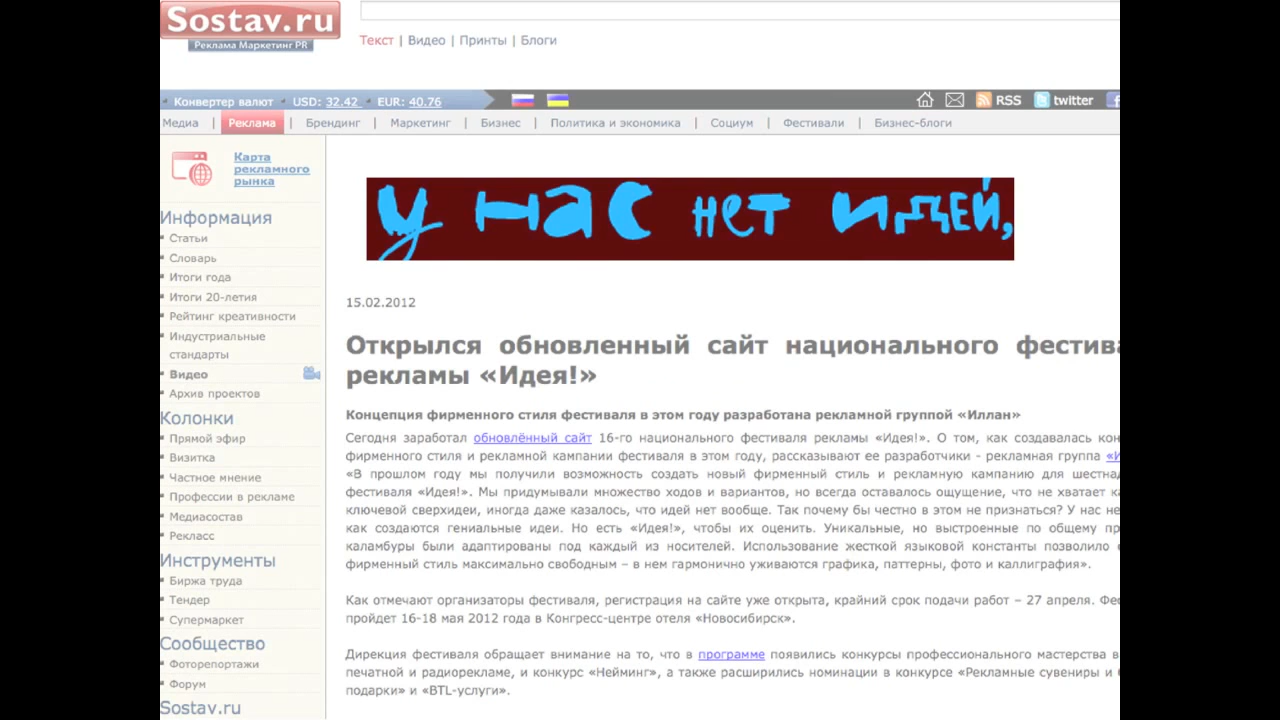 Sostav.ru
Реклама Маркетинг PR
Текст | Видео | Принты | Блоги
Конвертер валют USD: 32.42 EUR: 40.76 RSS twitter
Медиа | Реклама | Брендинг | Маркетинг | Бизнес | Политика и экономика | Социум | Фестивали | Бизнес-блоги
Карта
рекламного
рынка
Информация
Статьи
Словарь
Итоги года
Итоги 20-летия
Рейтинг креативности
Индустриальные
стандарты
Видео
Архив проектов
Колонки
Прямой эфир
Визитка
Частное мнение
Профессии в рекламе
Медиасостав
Рекласс
Инструменты
Биржа труда
Тендер
Супермаркет
Сообщество
Фоторепортажи
Форум
Sostav.ru
у нас нет идей,
15.02.2012
Открылся обновленный сайт национального
рекламы «Идея!»
Концепция фирменного стиля фестиваля в этом году разработана рекламной группой «Иллан»
Сегодня заработал обновлённый сайт 16-го национального фестиваля рекламы «Идея!». О том, как создавалась
фирменного стиля и рекламной кампании фестиваля в этом году, рассказывают ее разработчики - рекламная группа
«В прошлом году мы получили возможность создать новый фирменный стиль и рекламную кампанию для
фестиваля «Идея!». Мы придумывали множество ходов и вариантов, но всегда оставалось ощущение, что не хватает
ключевой сверхидеи, иногда даже казалось, что идей нет вообще. Так почему бы честно в этом не признаться? У нас
как создаются гениальные идеи. Но есть «Идея!», чтобы их оценить. Уникальные, но выстроенные по общему
каламбуры были адаптированы под каждый из носителей. Использование жесткой языковой константы позволило
фирменный стиль максимально свободным – в нем гармонично уживаются графика, паттерны, фото и каллиграфия».
Как отмечают организаторы фестиваля, регистрация на сайте уже открыта, крайний срок подачи работ – 27 апреля.
пройдет 16-18 мая 2012 года в Конгресс-центре отеля «Новосибирск».
Дирекция фестиваля обращает внимание на то, что в программе появились конкурсы профессионального мастерства в
печатной и радиорекламе, и конкурс «Нейминг», а также расширились номинации в конкурсе «Рекламные сувениры и
подарки» и «BTL-услуги».